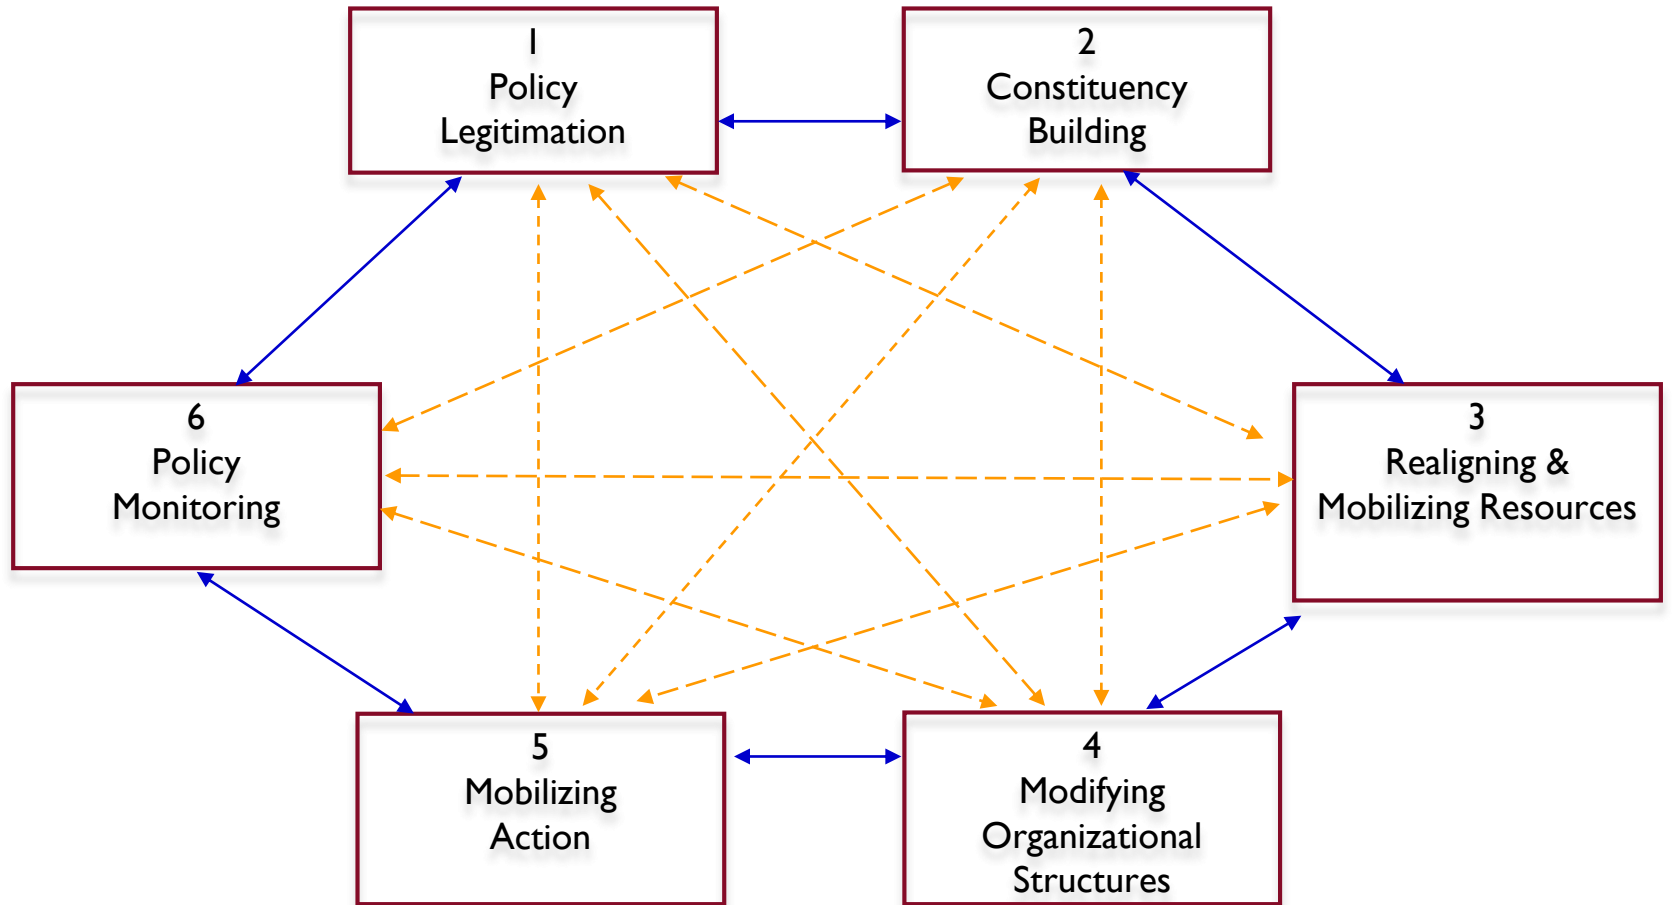 1
Policy
Legitimation
2
Constituency
Building
3
Realigning &
Mobilizing Resources
4
Modifying
Organizational
Structures
5
Mobilizing
Action
6
Policy
Monitoring